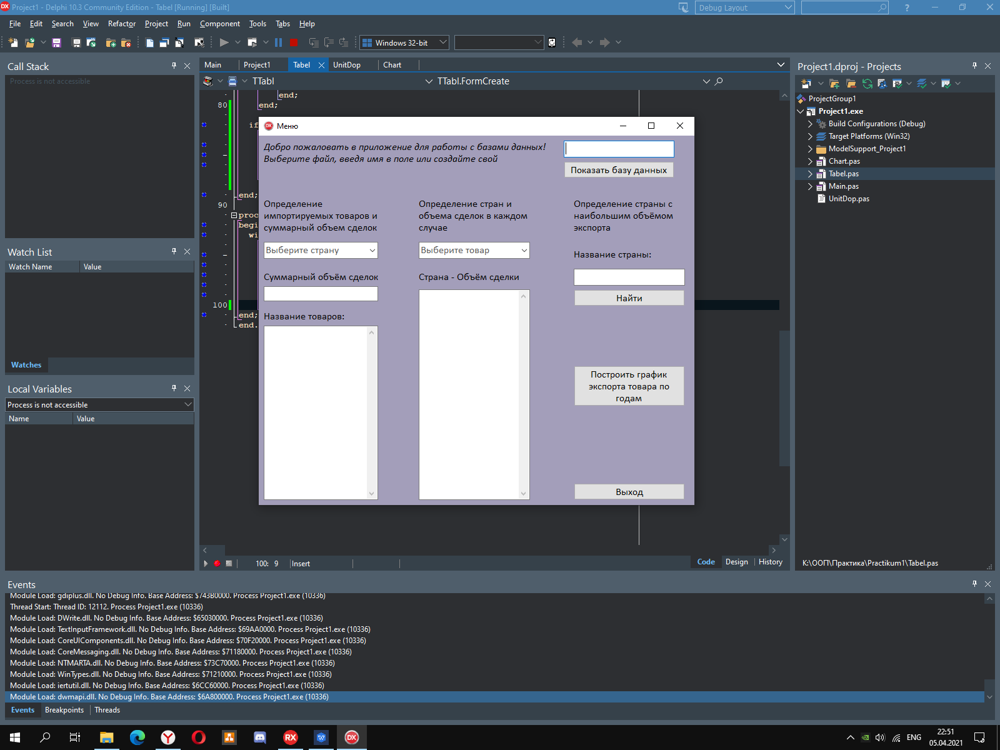 Project1 - Delphi 10.3 Community Edition - Tabel [Running] [Built]
Debug Layout
File Edit Search View Refactor Project Run Component Tools Tabs Help
Windows 32-bit
Call Stack
Process is not accessible
Watch List
Watch Name Value
Watches
Local Variables
Process is not accessible
Name Value
Main Project1 Tabel UnitDop Chart
TTabl TTabl.FormCreate
end;
80 end;
if
end;
90
proc
begi
wi
100
end;
end.
Меню
Добро пожаловать в приложение для работы с базами данных!
Выберите файл, введя имя в поле или создайте свой
Показать базу данных
Определение
импортируемых товаров и
суммарный объем сделок
Выберите страну
Суммарный объём сделок
Название товаров:
Определение стран и
объема сделок в каждом
случае
Выберите товар
Страна - Объём сделки
Определение страны с
наибольшим объёмом
экспорта
Название страны:
Найти
Построить график
экспорта товара по
годам
Выход
100: 9 Insert
Code Design History
Project1.dproj - Projects
ProjectGroup1
Project1.exe
Build Configurations (Debug)
Target Platforms (Win32)
ModelSupport_Project1
Chart.pas
Tabel.pas
Main.pas
UnitDop.pas
K:\ООП\Практика\Practikum1\Tabel.pas
Events
Module Load: gdiplus.dll. No Debug Info. Base Address: $743B0000. Process Project1.exe (10336)
Thread Start: Thread ID: 12112. Process Project1.exe (10336)
Module Load: DWrite.dll. No Debug Info. Base Address: $65030000. Process Project1.exe (10336)
Module Load: TextInputFramework.dll. No Debug Info. Base Address: $69AA0000. Process Project1.exe (10336)
Module Load: CoreUIComponents.dll. No Debug Info. Base Address: $70F20000. Process Project1.exe (10336)
Module Load: CoreMessaging.dll. No Debug Info. Base Address: $71180000. Process Project1.exe (10336)
Module Load: NTMARTA.dll. No Debug Info. Base Address: $73C70000. Process Project1.exe (10336)
Module Load: WinTypes.dll. No Debug Info. Base Address: $71210000. Process Project1.exe (10336)
Module Load: iertutil.dll. No Debug Info. Base Address: $6CC60000. Process Project1.exe (10336)
Module Load: dwmapi.dll. No Debug Info. Base Address: $6A800000. Process Project1.exe (10336)
Events Breakpoints Threads
ENG
22:51
05.04.2021